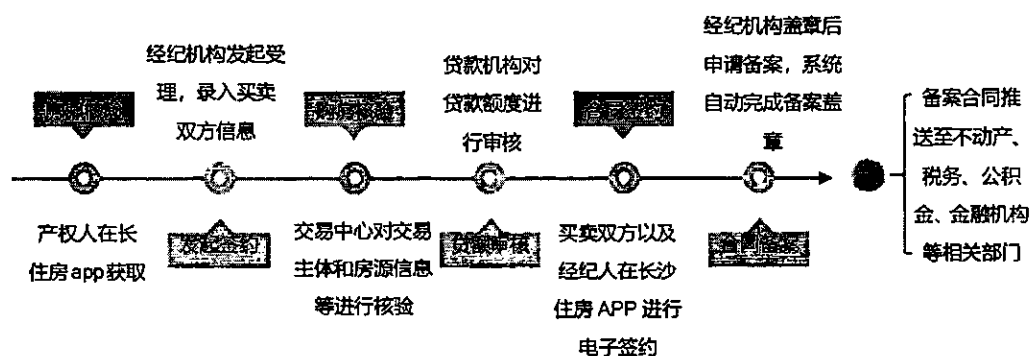 产权人在长
住房app获取
经纪机构发起受
理，录入买卖
双方信息
发起签约
交易中心对交易
主体和房源信息
等进行核验
贷款机构对
贷款额度进
行审核
买卖双方以及
经纪人在长沙
住房APP进行
电子签约
经纪机构盖章后
申请备案，系统
自动完成备案盖
章
合同备案
备案合同推
送至不动产、
税务、公积
金、金融机构
等相关部门